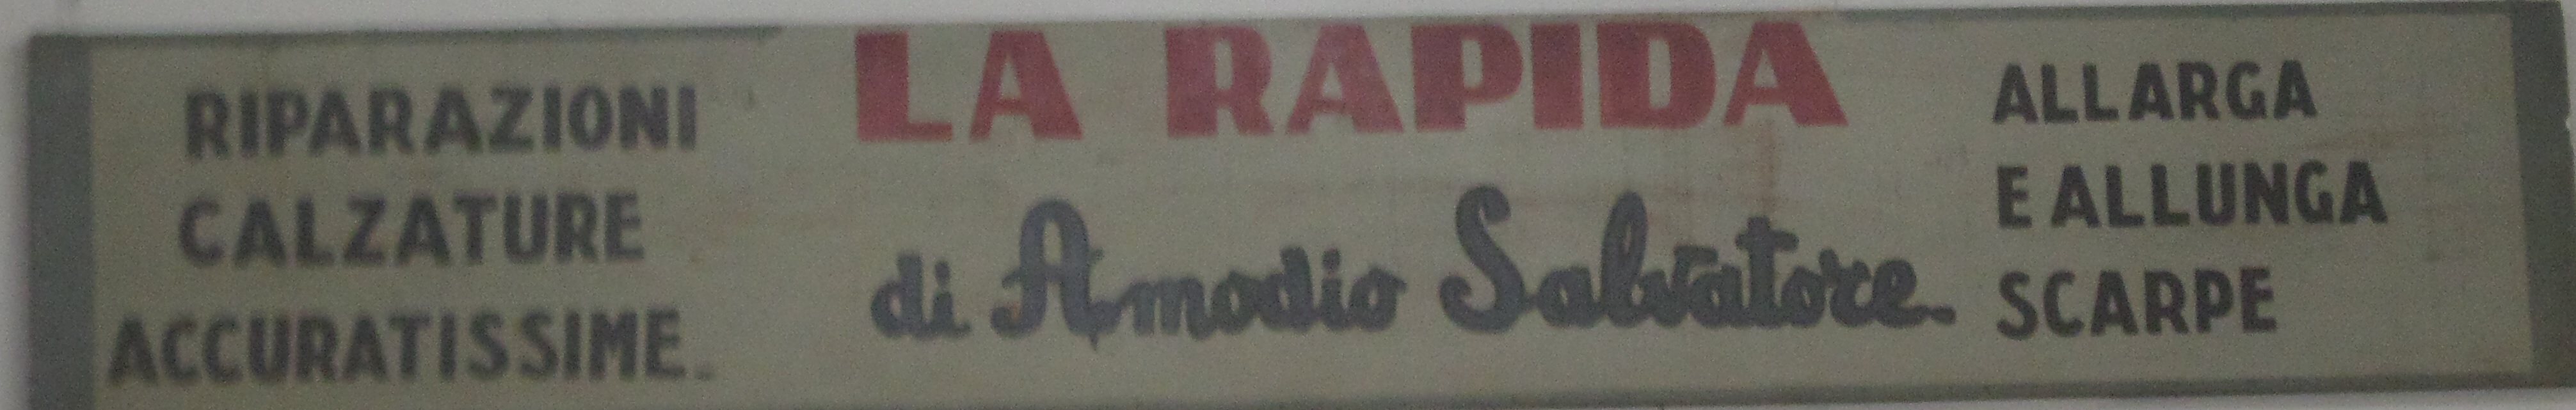 RIPARAZIONI
CALZATURE
ACCURATISSIME.
LA RAPIDA
di Amodio Salvatore.
ALLARGA
E ALLUNGA
SCARPE